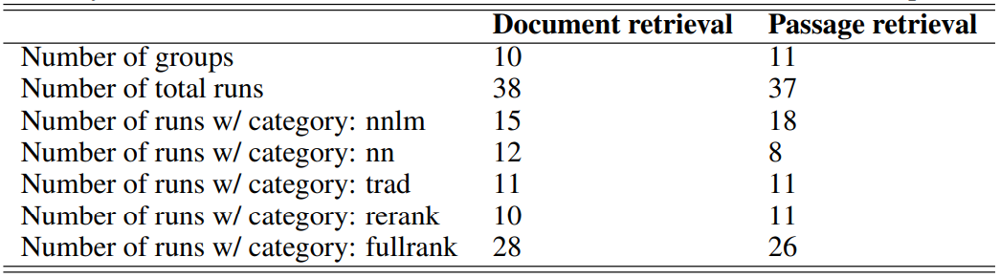 Document retrieval Passage retrieval
Number of groups 10 11
Number of total runs 38 37
Number of runs w/ category: nnlm 15 18
Number of runs w/ category: nn 12 8
Number of runs w/ category: trad 11 11
Number of runs w/ category: rerank 10 11
Number of runs w/ category: fullrank 28 26